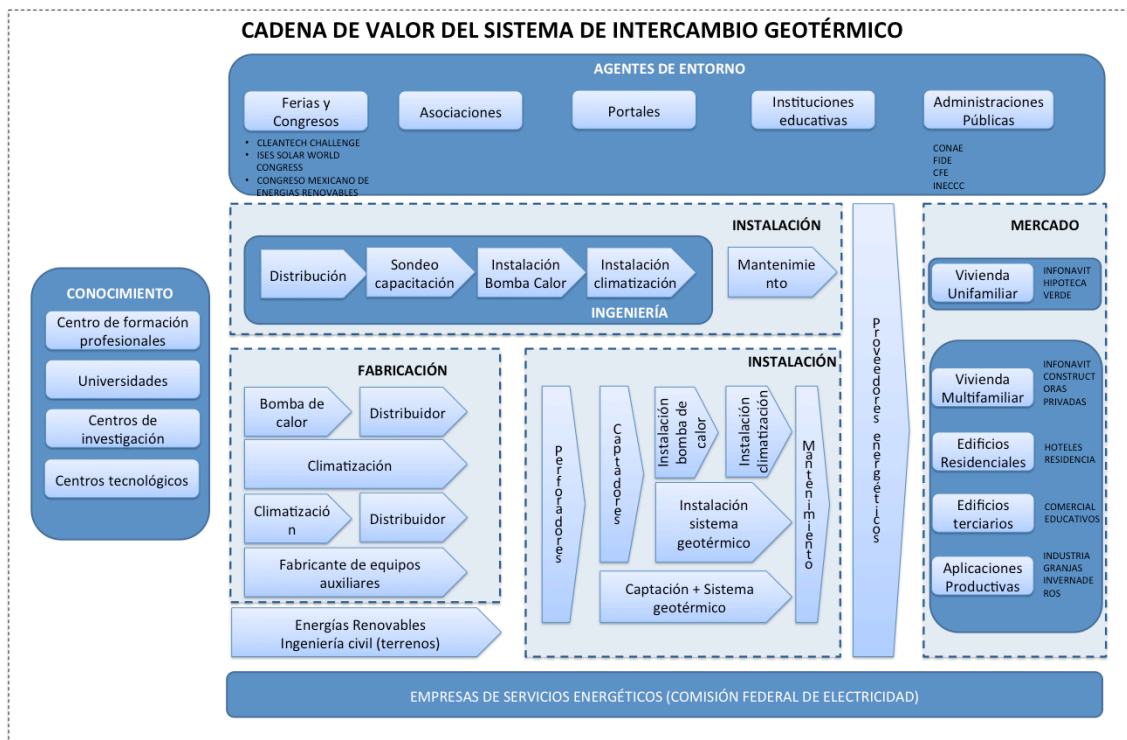 CADENA DE VALOR DEL SISTEMA DE INTERCAMBIO GEOTÉRMICO
AGENTES DE ENTORNO
Ferias y
Congresos
Asociaciones
Portales
Instituciones
educativas
Administraciones
Públicas
• CLEANTECH CHALLENGE
• ISES SOLAR WORLD
CONGRESS
• CONGRESO MEXICANO DE
ENERGIAS RENOVABLES
CONAE
FIDE
CFE
INECCC
CONOCIMIENTO
Centro de formación
profesionales
Universidades
Centros de
investigación
Centros tecnológicos
INSTALACIÓN
Distribución
Sondeo
capacitación
Instalación
Bomba Calor
Instalación
climatización
INGENIERÍA
Mantenimie
nto
FABRICACIÓN
Bomba de
calor
Distribuidor
Climatización
Climatizació
n
Distribuidor
Fabricante de equipos
auxiliares
Energías Renovables
Ingeniería civil (terrenos)
INSTALACIÓN
Perforadores
Captadores
Instalación
bomba de
calor
Instalación
climatización
Instalación
sistema
geotérmico
Captación + Sistema
geotérmico
Mantenimiento
Proveedores energéticos
MERCADO
Vivienda
Unifamiliar
INFONAVIT
HIPOTECA
VERDE
Vivienda
Multifamiliar
INFONAVIT
CONSTRUCT
ORAS
PRIVADAS
Edificios
Residenciales
HOTELES
RESIDENCIA
Edificios
terciarios
COMERCIAL
EDUCATIVOS
Aplicaciones
Productivas
INDUSTRIA
GRANJAS
INVERNADE
ROS
EMPRESAS DE SERVICIOS ENERGÉTICOS (COMISIÓN FEDERAL DE ELECTRICIDAD)